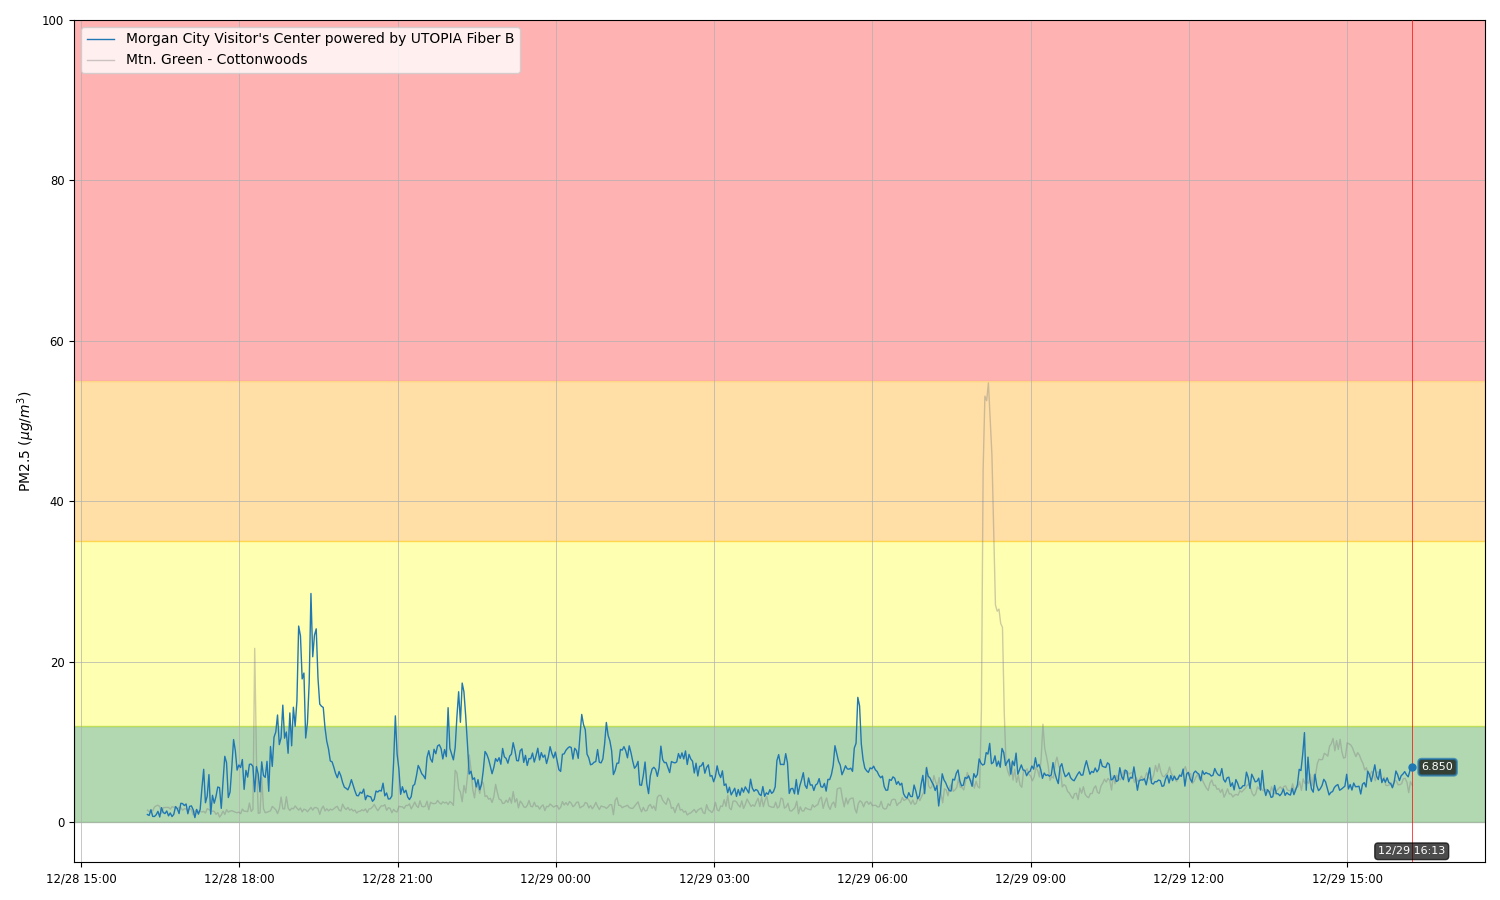 100
80
60
40
20
0
PM2.5 (μg/m³)
Morgan City Visitor's Center powered by UTOPIA Fiber B
Mtn. Green - Cottonwoods
6.850
12/29 16:13
12/28 15:00 12/28 18:00 12/28 21:00 12/29 00:00 12/29 03:00 12/29 06:00 12/29 09:00 12/29 12:00 12/29 15:00